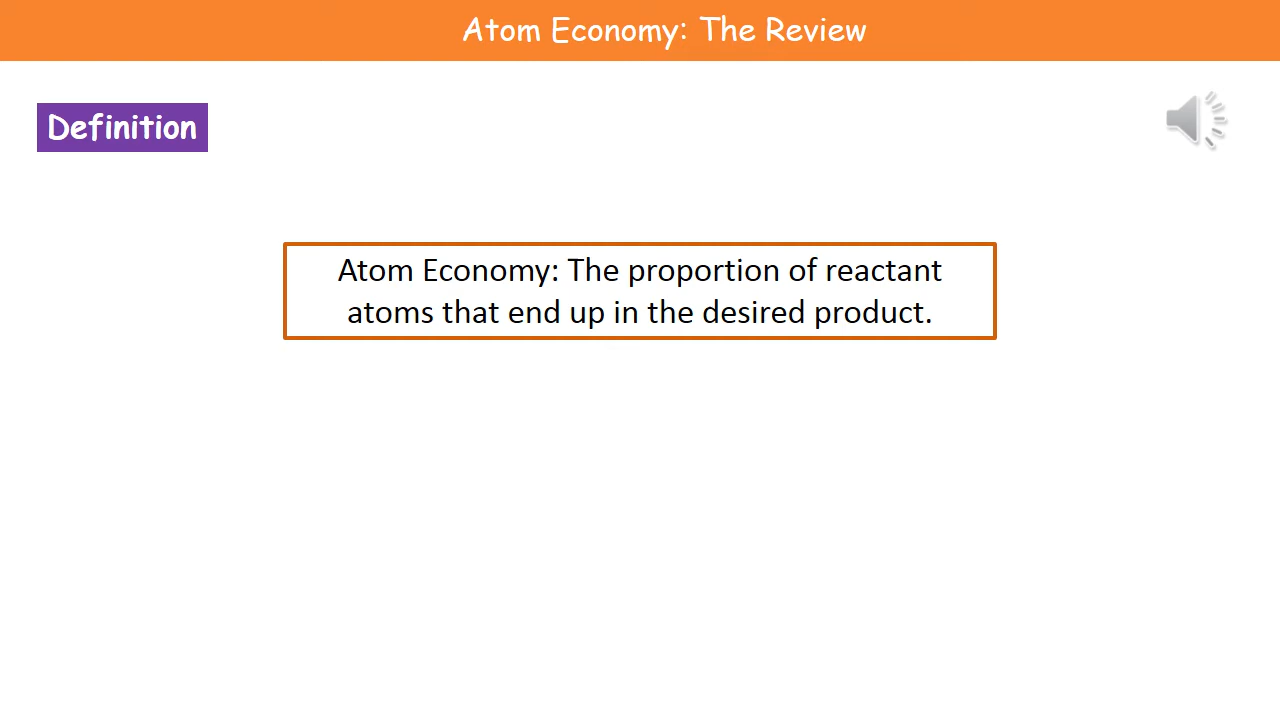 Atom Economy: The Review
Definition
Atom Economy: The proportion of reactant
atoms that end up in the desired product.